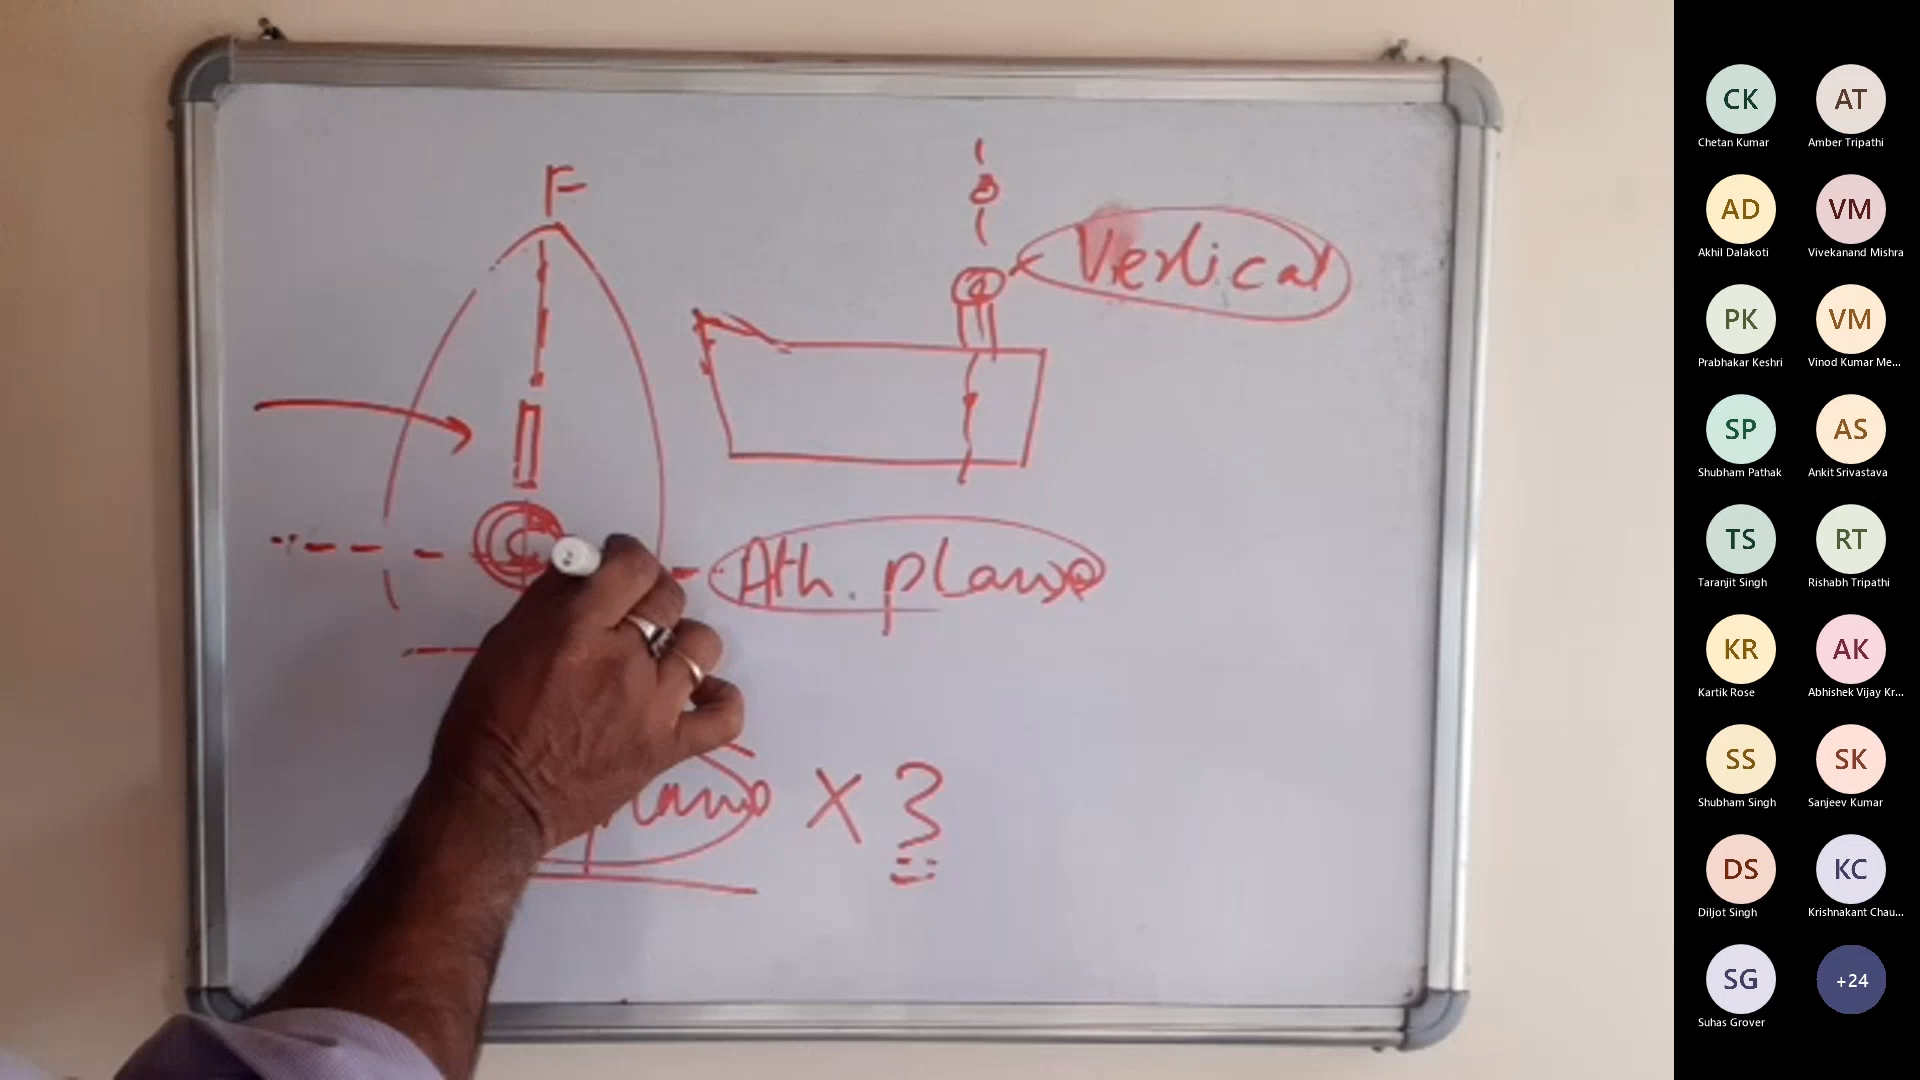 F
Vertical
Ath. plane
x 3
CK
Chetan Kumar
AT
Amber Tripathi
AD
Akhil Dalakoti
VM
Vivekanand Mishra
PK
Prabhakar Keshri
VM
Vinod Kumar Me...
SP
Shubham Pathak
AS
Ankit Srivastava
TS
Taranjit Singh
RT
Rishabh Tripathi
KR
Kartik Rose
AK
Abhishek Vijay Kr...
SS
Shubham Singh
SK
Sanjeev Kumar
DS
Diljot Singh
KC
Krishnakant Chau...
SG
Suhas Grover
+24